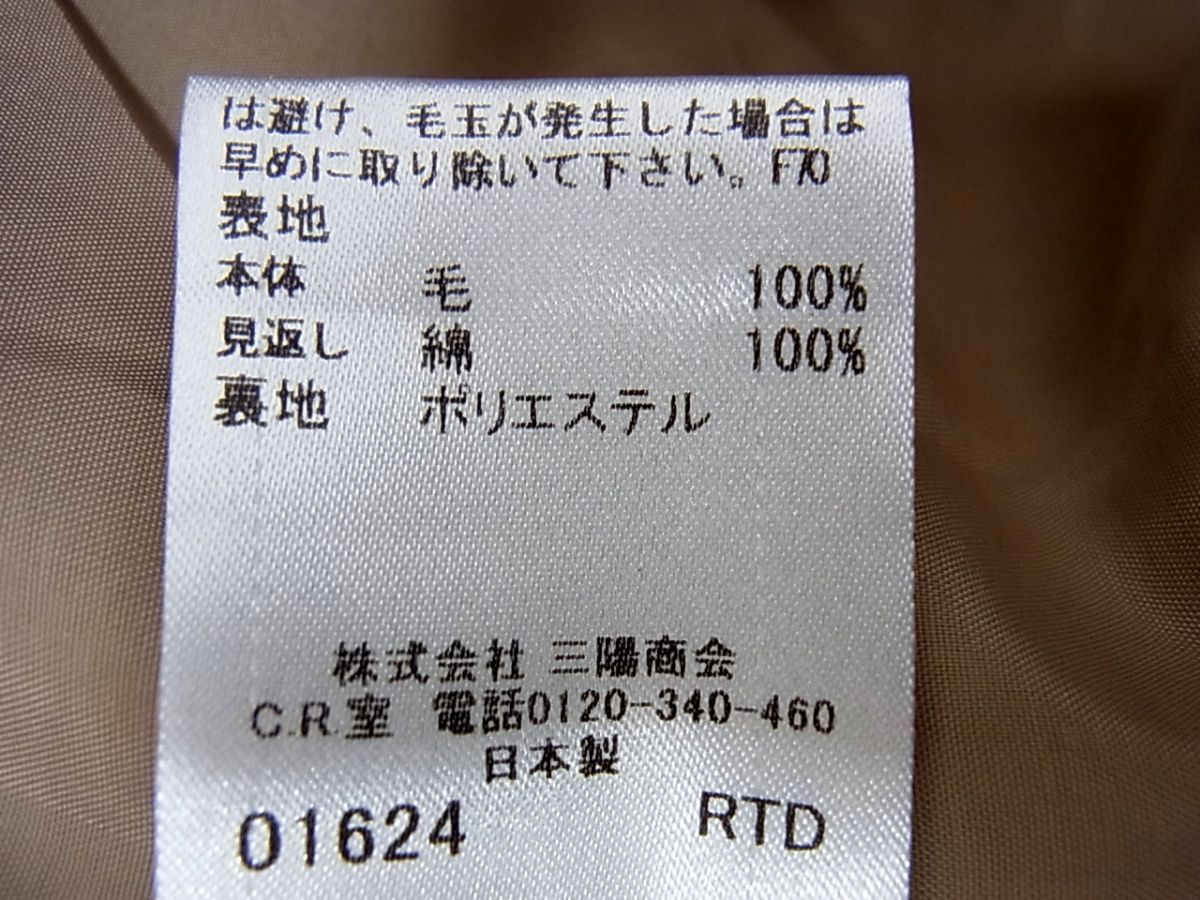 は避け、毛玉が発生した場合は
早めに取り除いて下さい。F70
表地
本体 毛 100%
見返し 綿 100%
裏地 ポリエステル
株式会社 三陽商会
C.R.室 電話0120-340-460
日本製
01624 RTD